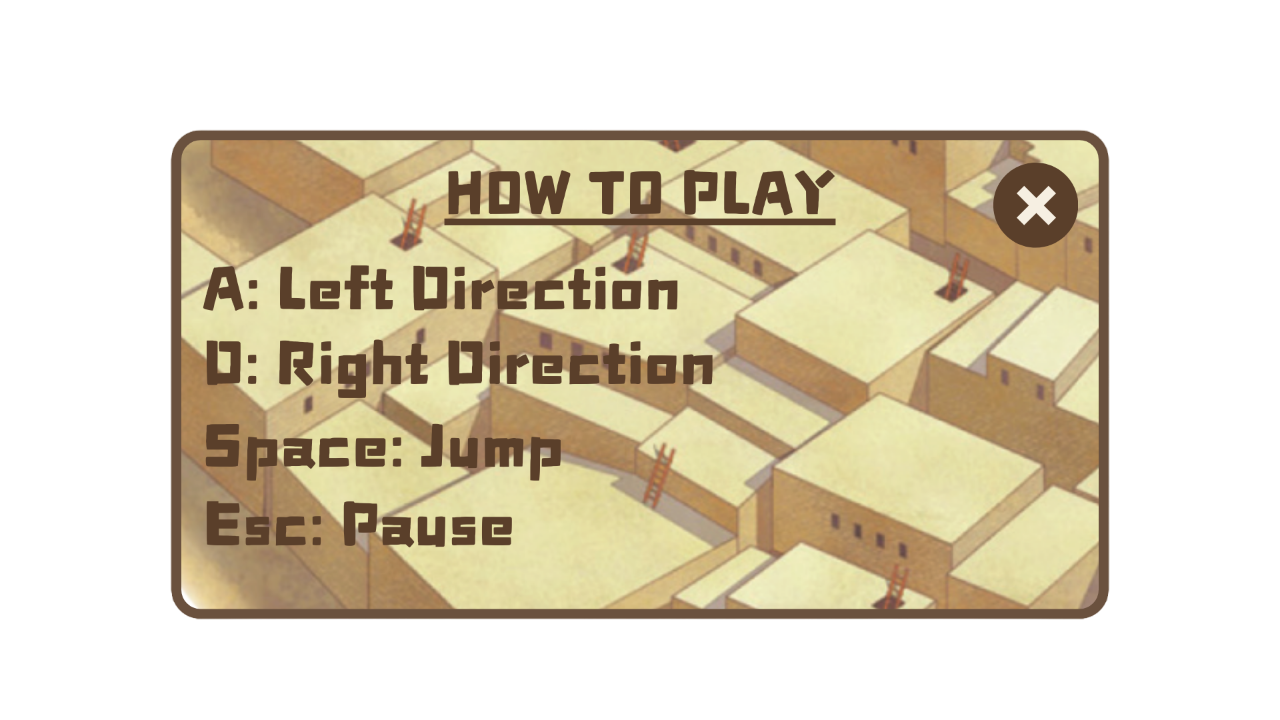 HOW TO PLAY
A: Left Direction
D: Right Direction
Space: Jump
Esc: Pause